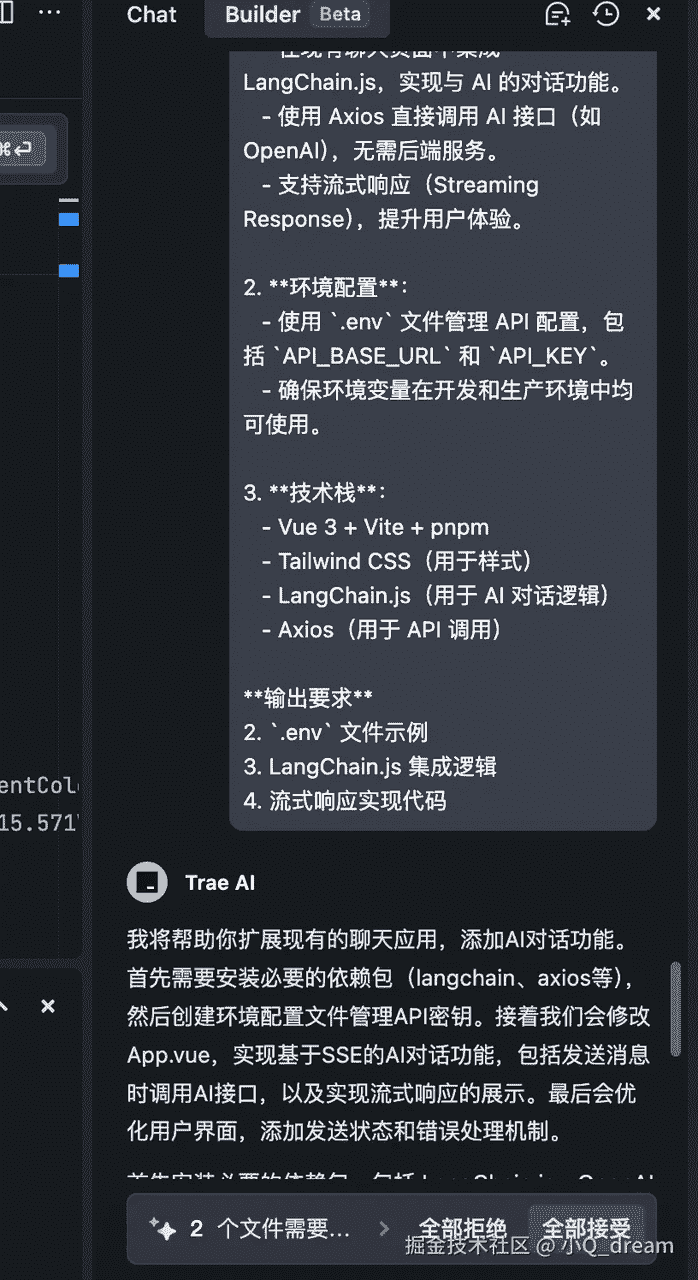 Chat Builder Beta
LangChain.js，实现与 AI 的对话功能。
- 使用 Axios 直接调用 AI 接口（如
OpenAI），无需后端服务。
- 支持流式响应（Streaming
Response），提升用户体验。
2. **环境配置**：
- 使用 `.env` 文件管理 API 配置，包
括 `API_BASE_URL` 和 `API_KEY`。
- 确保环境变量在开发和生产环境中均
可使用。
3. **技术栈**：
- Vue 3 + Vite + pnpm
- Tailwind CSS（用于样式）
- LangChain.js（用于 AI 对话逻辑）
- Axios（用于 API 调用）
**输出要求**
2. `.env` 文件示例
3. LangChain.js 集成逻辑
4. 流式响应实现代码
entCol
15.571
Trae AI
我将帮助你扩展现有的聊天应用，添加AI对话功能。
首先需要安装必要的依赖包（langchain、axios等），
然后创建环境配置文件管理API密钥。接着我们会修改
App.vue，实现基于SSE的AI对话功能，包括发送消息
时调用AI接口，以及实现流式响应的展示。最后会优
化用户界面，添加发送状态和错误处理机制。
2 个文件需要... > 全部拒绝 全部接受
掘金技术社区 @ 小Q_dream